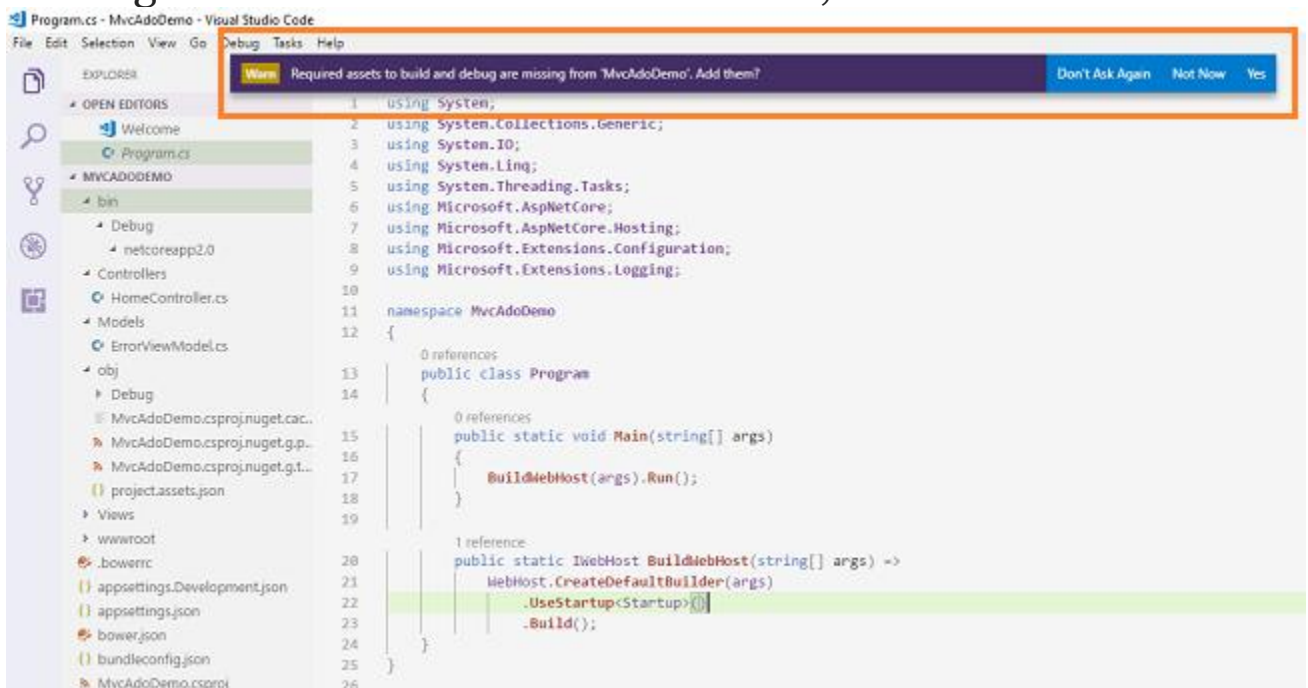 Program.cs - MvcAdoDemo - Visual Studio Code
File Edit Selection View Go Debug Tasks Help
Warn Required assets to build and debug are missing from 'MvcAdoDemo'. Add them? Don't Ask Again Not Now Yes
EXPLORER
OPEN EDITORS
Welcome
Program.cs
MVCADODEMO
bin
Debug
netcoreapp2.0
Controllers
HomeController.cs
Models
ErrorViewModel.cs
obj
Debug
MvcAdoDemo.csproj.nuget.cac..
MvcAdoDemo.csproj.nuget.g.p..
MvcAdoDemo.csproj.nuget.g.t...
project.assets.json
Views
wwwroot
.bowerrc
appsettings.Development.json
appsettings.json
bower.json
bundleconfig.json
MvcAdoDemo.csproj
1 using System;
2 using System.Collections.Generic;
3 using System.IO;
4 using System.Linq;
5 using System.Threading.Tasks;
6 using Microsoft.AspNetCore;
7 using Microsoft.AspNetCore.Hosting;
8 using Microsoft.Extensions.Configuration;
9 using Microsoft.Extensions.Logging;
10
11 namespace MvcAdoDemo
12 {
0 references
13 public class Program
14 {
0 references
15 public static void Main(string[] args)
16 {
17 BuildWebHost(args).Run();
18 }
19
1 reference
20 public static IWebHost BuildWebHost(string[] args) =>
21 WebHost.CreateDefaultBuilder(args)
22 .UseStartup<Startup>()
23 .Build();
24 }
25 }
26